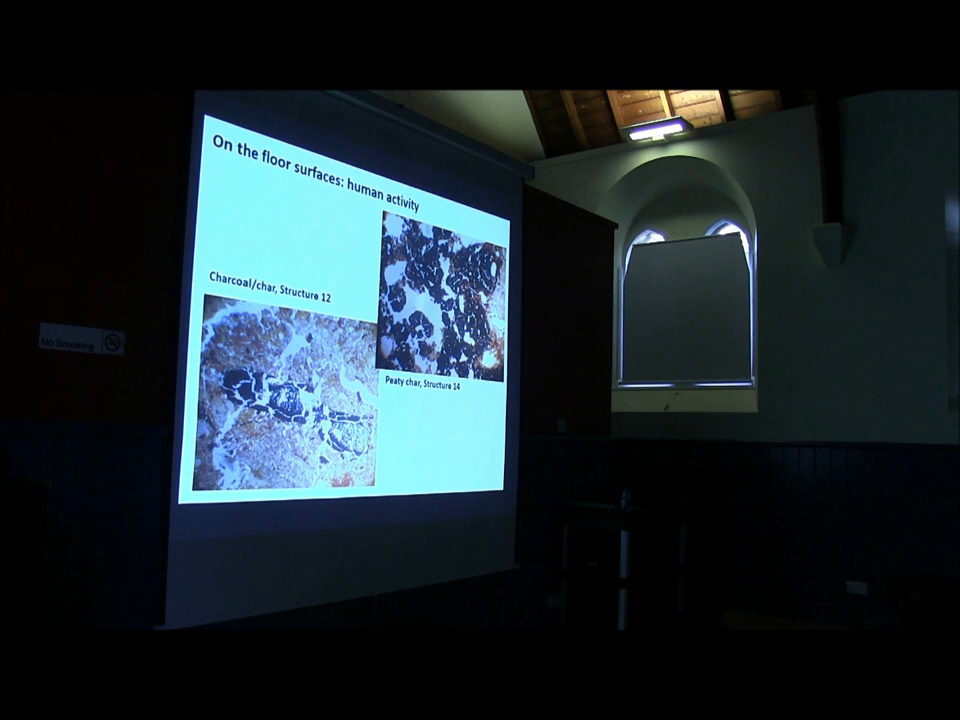 On the floor surfaces: human activity
Charcoal/char, Structure 12
Peaty char, Structure 14
No Smoking